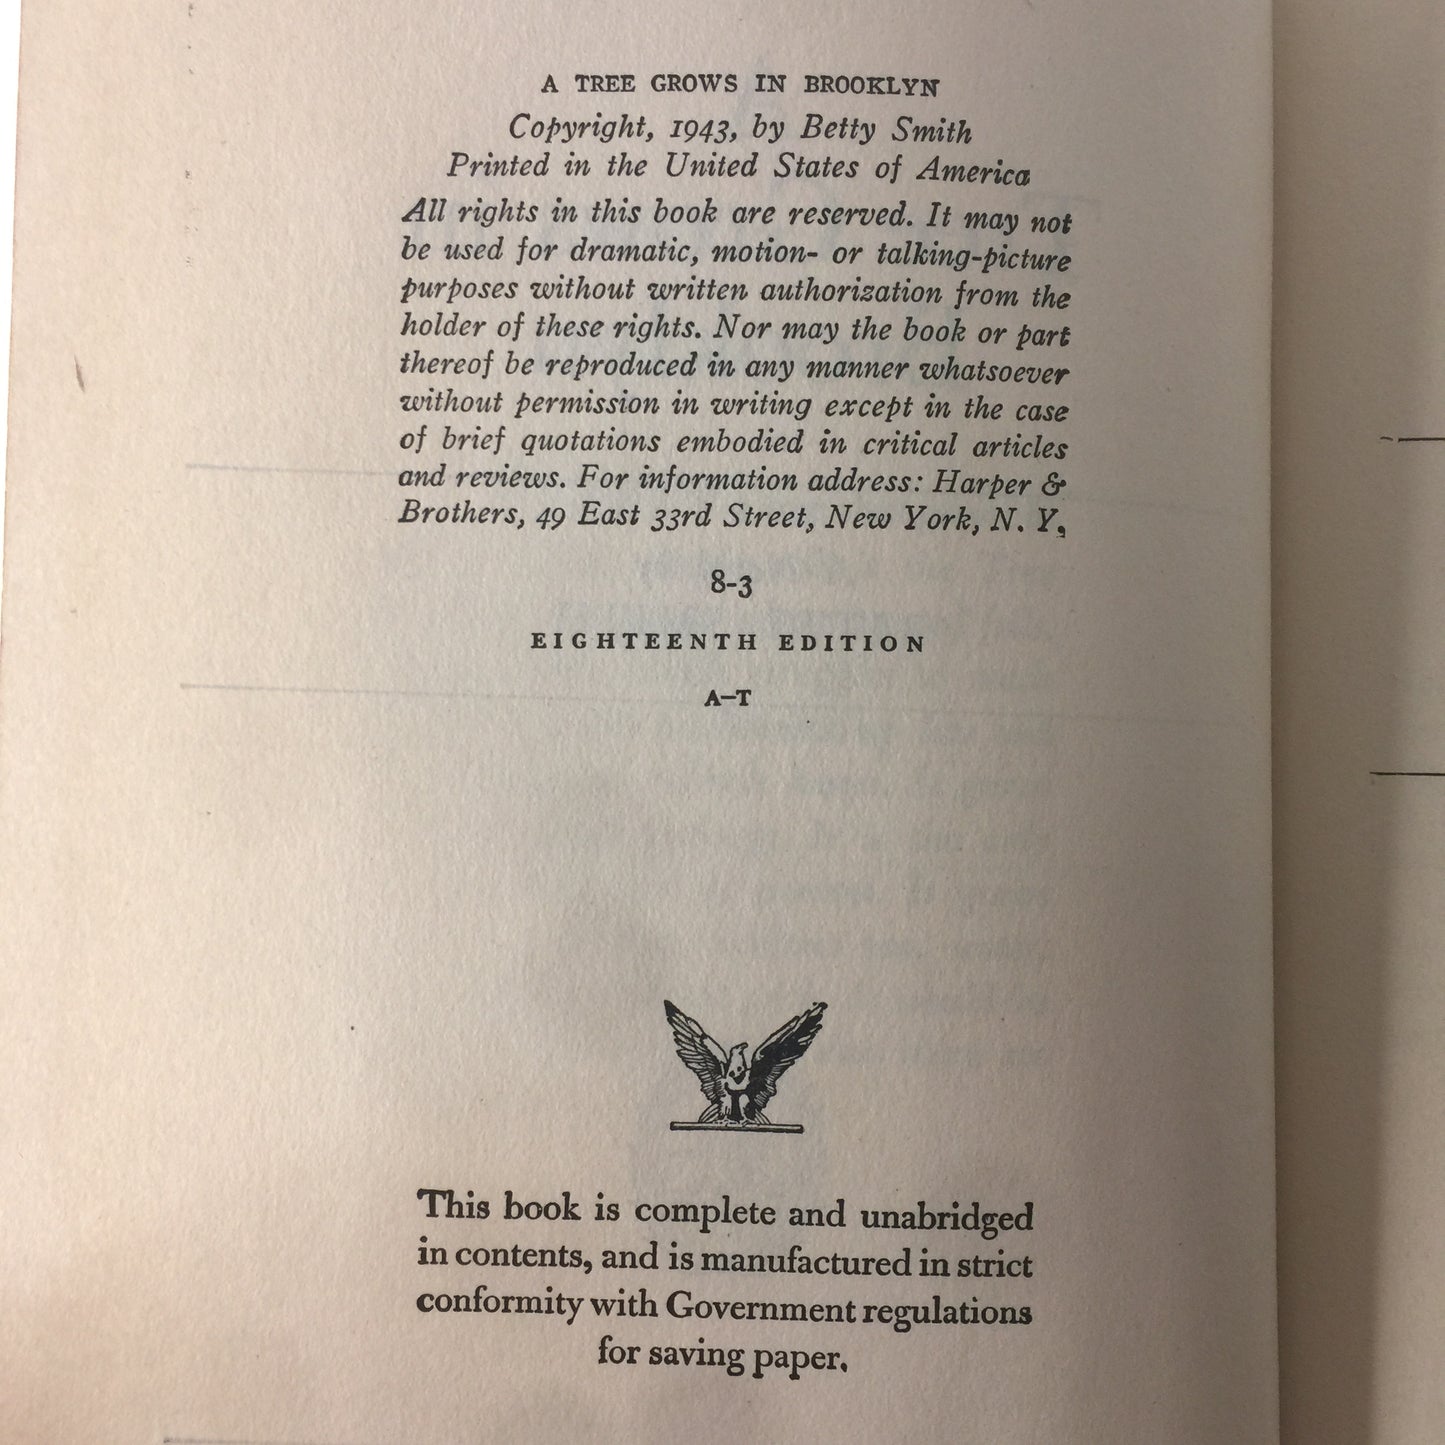 A TREE GROWS IN BROOKLYN
Copyright, 1943, by Betty Smith
Printed in the United States of America
All rights in this book are reserved. It may not
be used for dramatic, motion- or talking-picture
purposes without written authorization from the
holder of these rights. Nor may the book or part
thereof be reproduced in any manner whatsoever
without permission in writing except in the case
of brief quotations embodied in critical articles
and reviews. For information address: Harper &
Brothers, 49 East 33rd Street, New York, N. Y.
8-3
EIGHTEENTH EDITION
A–T
This book is complete and unabridged
in contents, and is manufactured in strict
conformity with Government regulations
for saving paper.